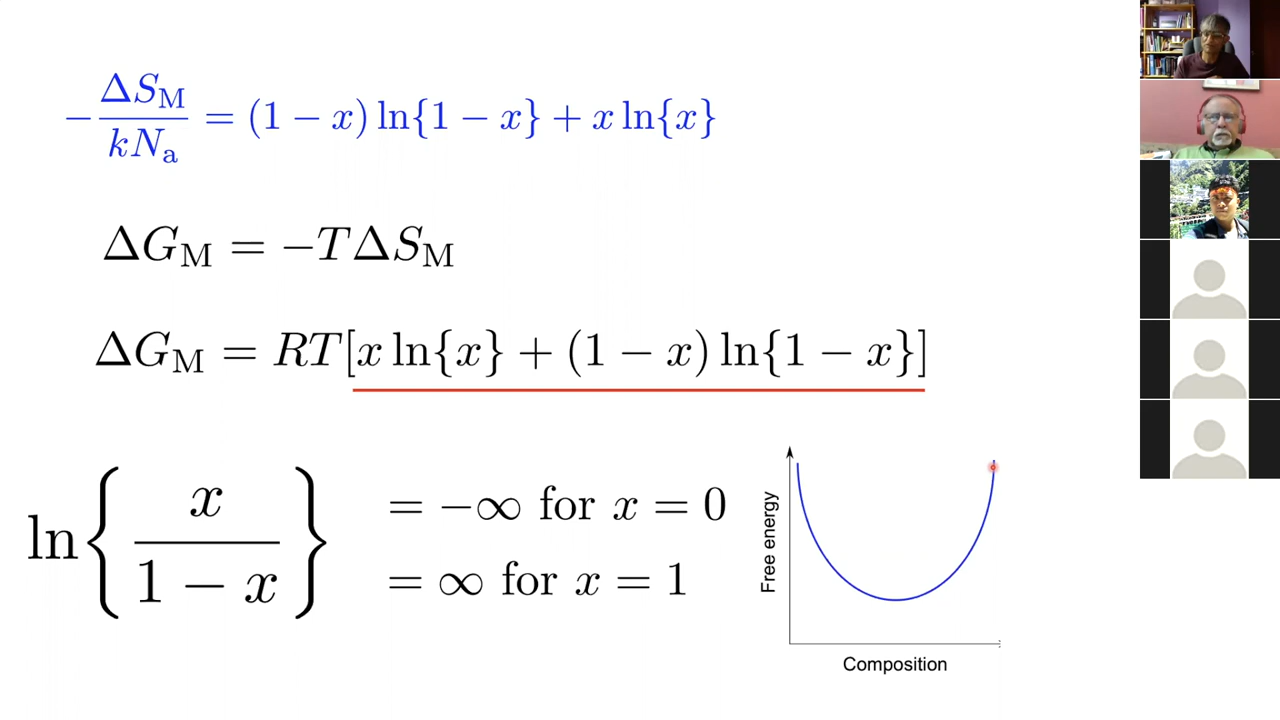 −ΔS_M/kN_a = (1 − x) ln{1 − x} + x ln{x}
ΔG_M = −TΔS_M
ΔG_M = RT[x ln{x} + (1 − x) ln{1 − x}]
ln{x/(1 − x)} = −∞ for x = 0
= ∞ for x = 1
Free energy
Composition